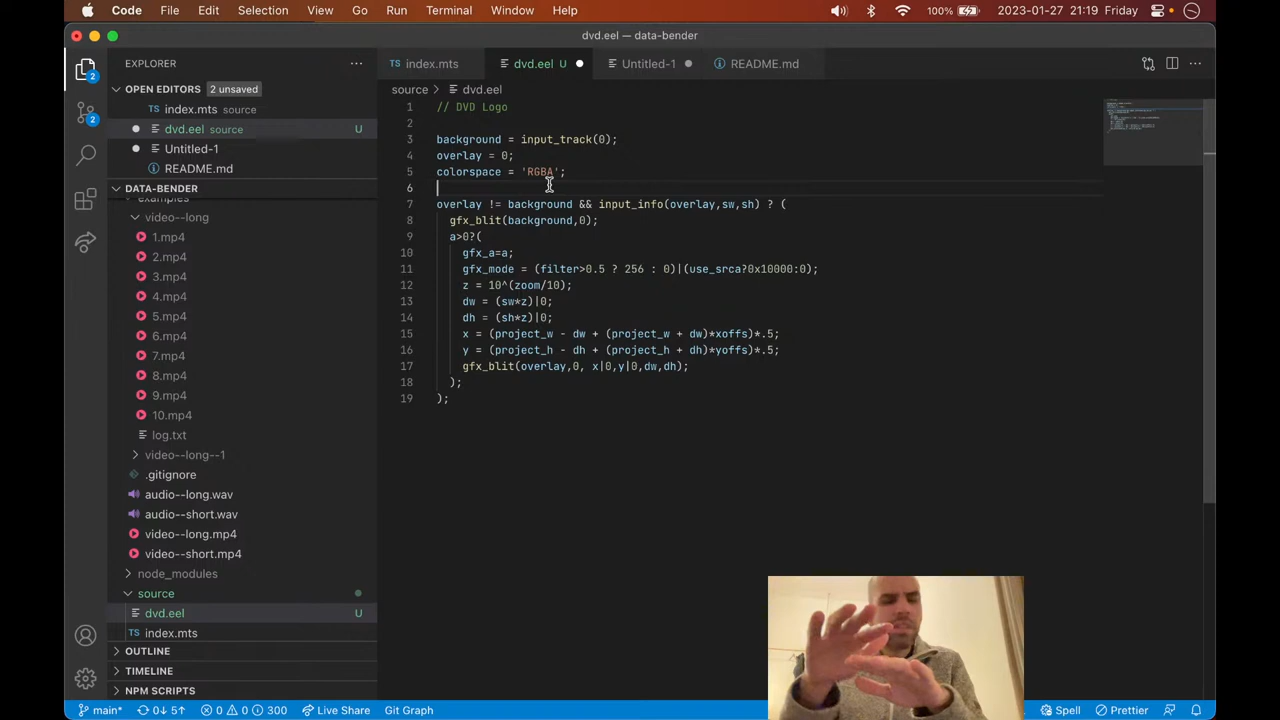 Code File Edit Selection View Go Run Terminal Window Help 100% 2023-01-27 21:19 Friday
dvd.eel — data-bender
EXPLORER
OPEN EDITORS 2 unsaved
index.mts source
dvd.eel source U
Untitled-1
README.md
DATA-BENDER
examples
video--long
1.mp4
2.mp4
3.mp4
4.mp4
5.mp4
6.mp4
7.mp4
8.mp4
9.mp4
10.mp4
log.txt
video--long--1
.gitignore
audio--long.wav
audio--short.wav
video--long.mp4
video--short.mp4
node_modules
source
dvd.eel U
index.mts
OUTLINE
TIMELINE
NPM SCRIPTS
2
2
TS index.mts dvd.eel U Untitled-1 README.md
source > dvd.eel
1 // DVD Logo
2
3 background = input_track(0);
4 overlay = 0;
5 colorspace = 'RGBA';
6
7 overlay != background && input_info(overlay,sw,sh) ? (
8 gfx_blit(background,0);
9 a>0?(
10 gfx_a=a;
11 gfx_mode = (filter>0.5 ? 256 : 0)|(use_srca?0x10000:0);
12 z = 10^(zoom/10);
13 dw = (sw*z)|0;
14 dh = (sh*z)|0;
15 x = (project_w - dw + (project_w + dw)*xoffs)*.5;
16 y = (project_h - dh + (project_h + dh)*yoffs)*.5;
17 gfx_blit(overlay,0, x|0,y|0,dw,dh);
18 );
19 );
main* 0↓ 5↑ 0 0 300 Live Share Git Graph Spell Prettier